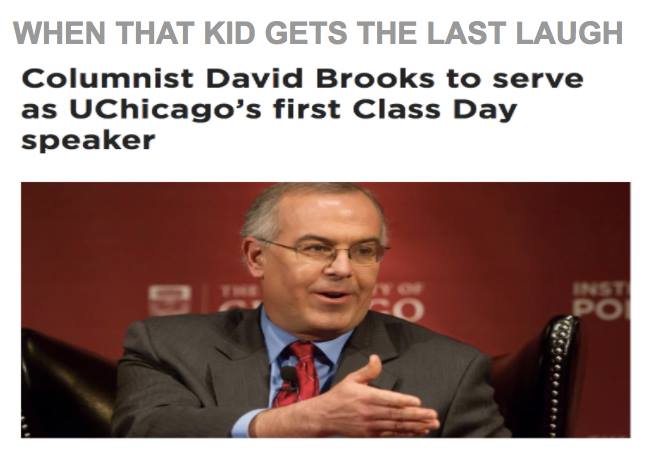 WHEN THAT KID GETS THE LAST LAUGH
Columnist David Brooks to serve
as UChicago's first Class Day
speaker